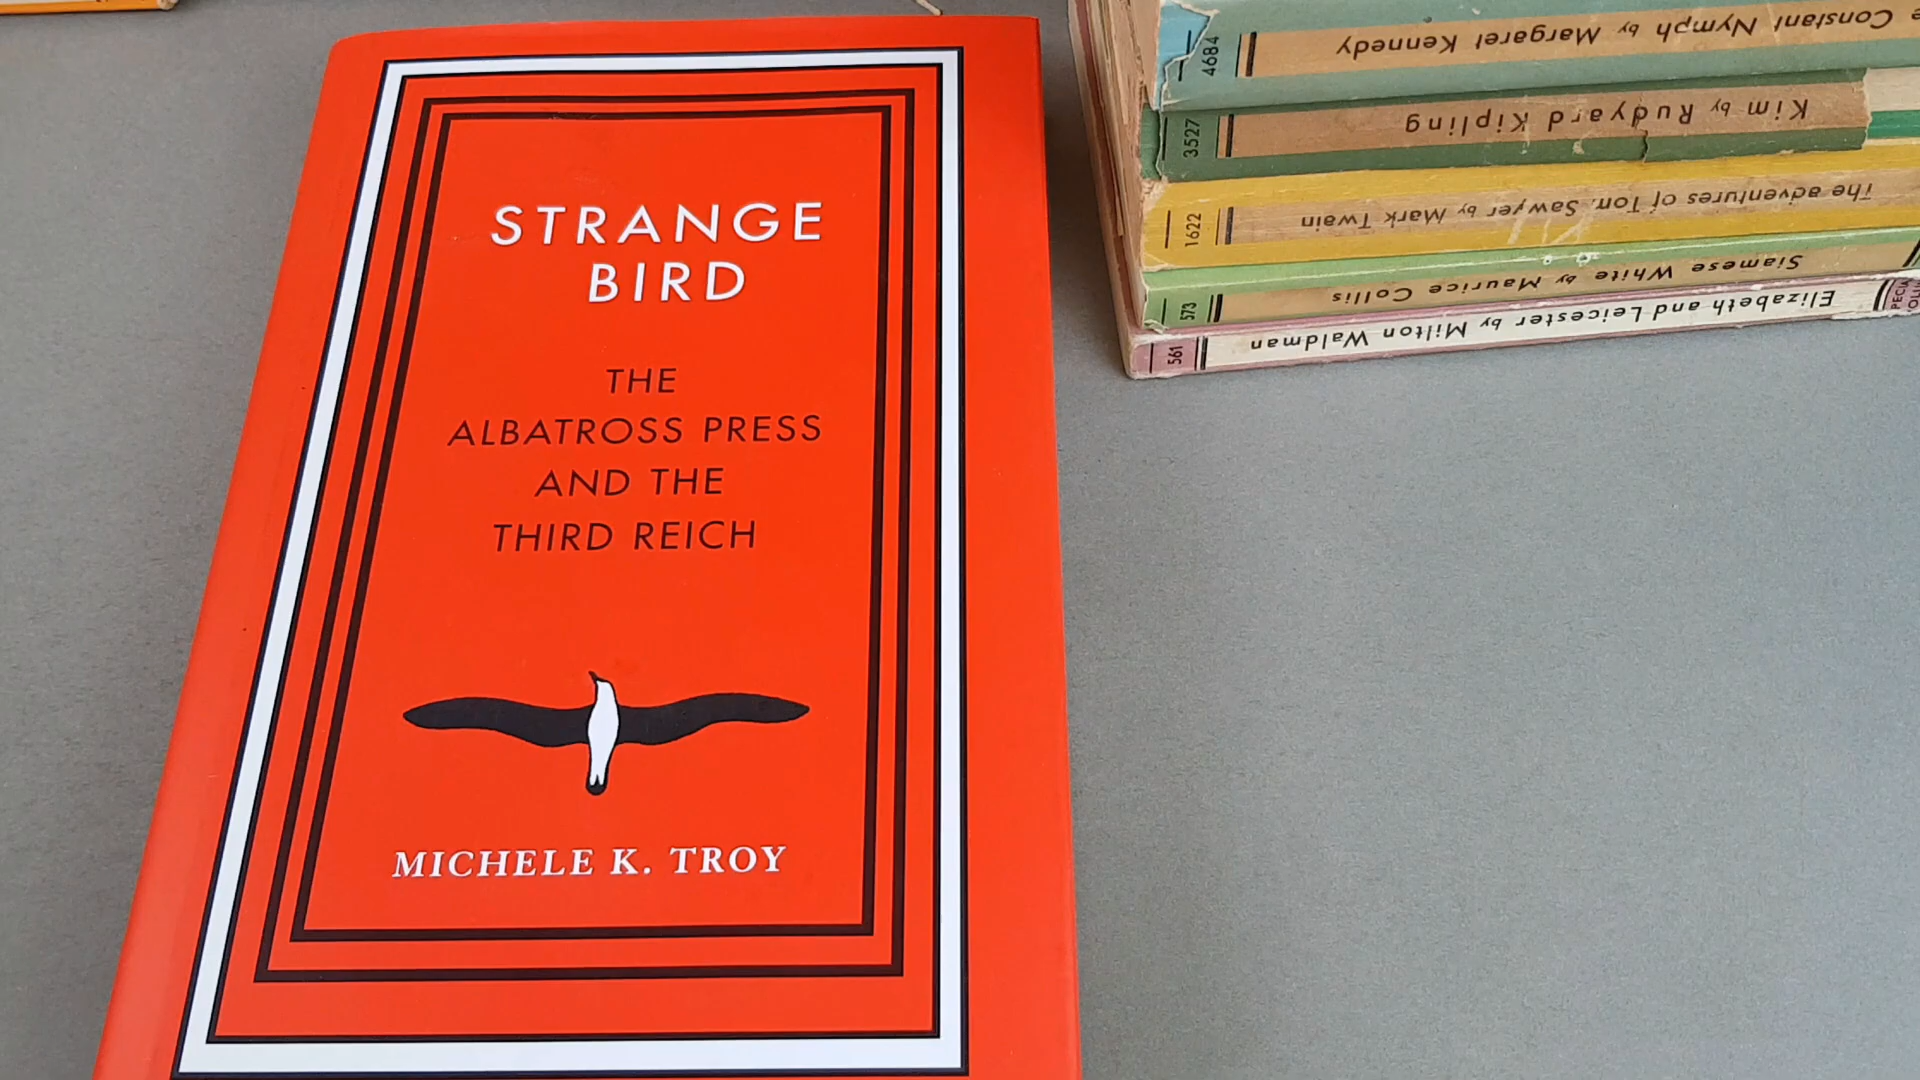 STRANGE
BIRD
THE
ALBATROSS PRESS
AND THE
THIRD REICH
MICHELE K. TROY
Constant Nymph by Margaret Kennedy
4684
Kim by Rudyard Kipling
3527
The adventures of Tom Sawyer by Mark Twain
1622
Siamese White by Maurice Collis
573
Elizabeth and Leicester by Milton Waldman
561